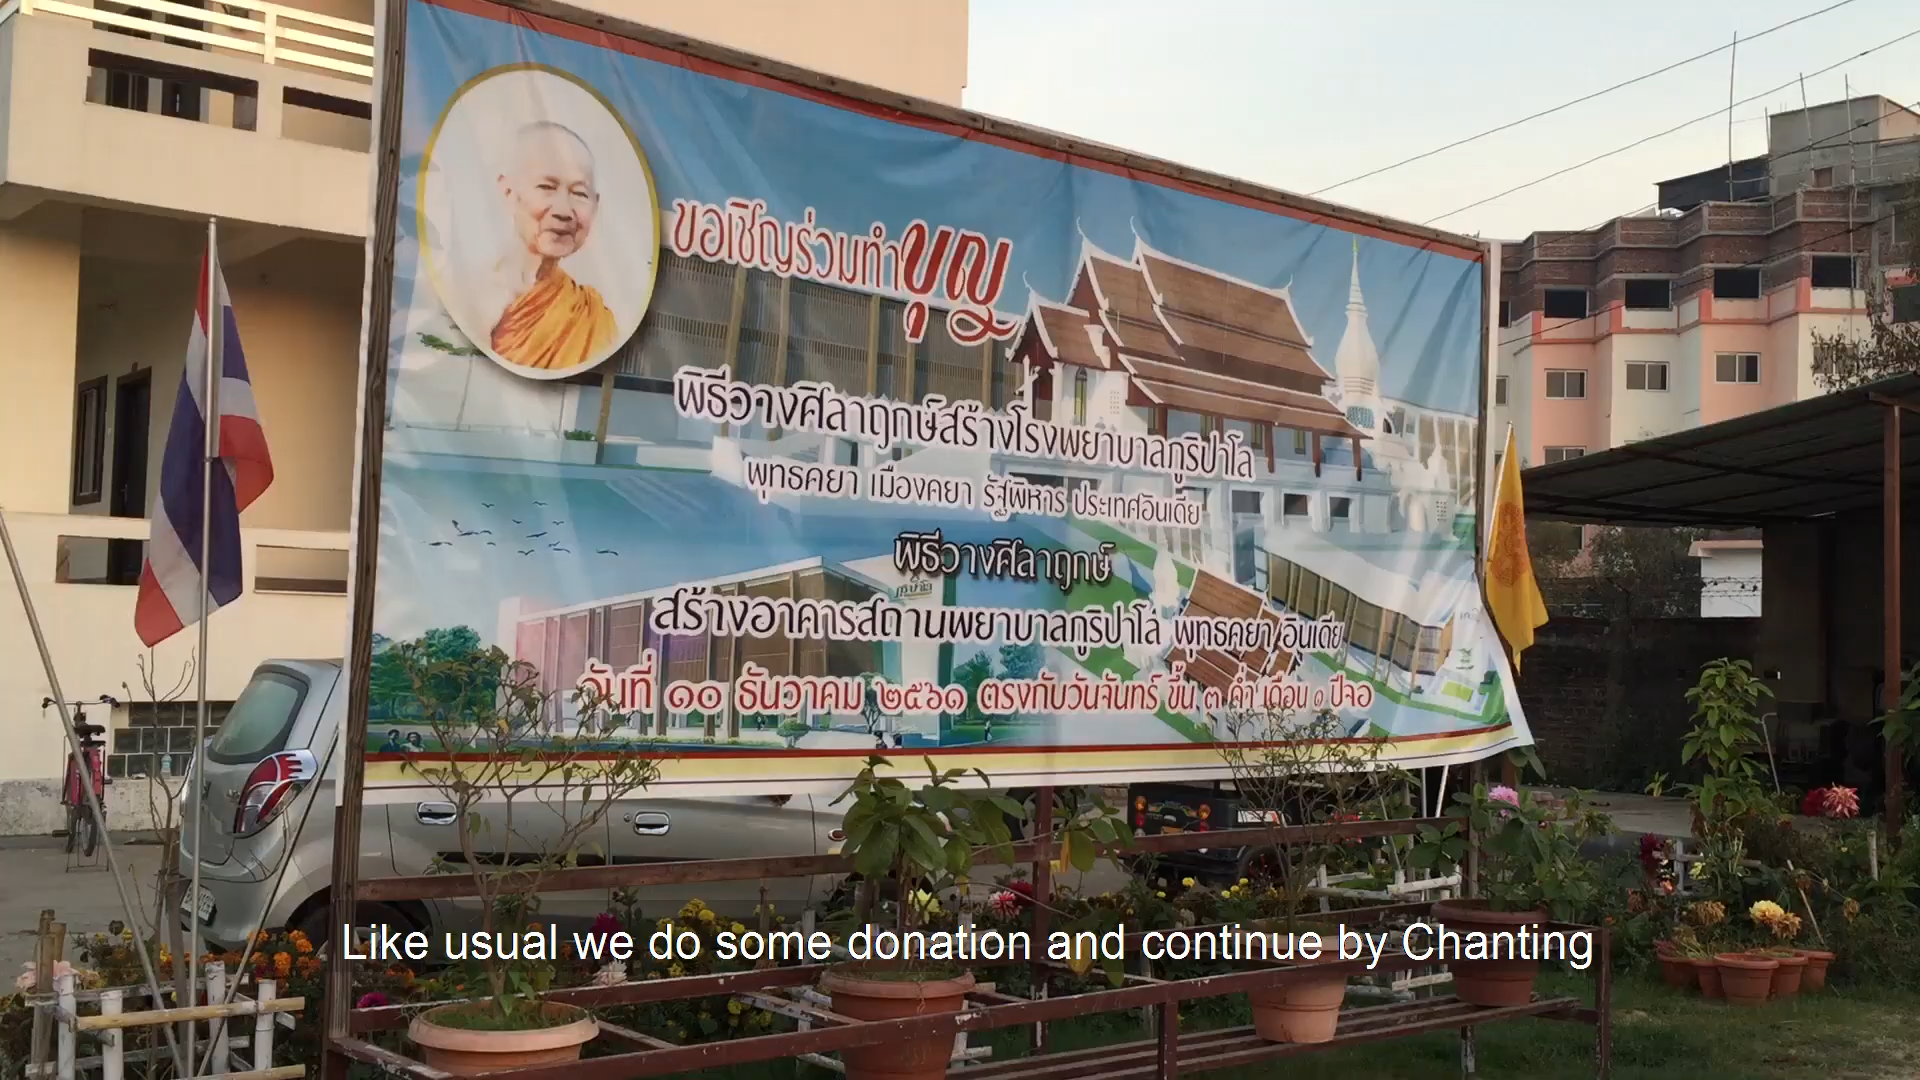 ขอเชิญร่วมทำบุญ
พิธีวางศิลาฤกษ์สร้างโรงพยาบาลภูริปาโล
พุทธคยา เมืองคยา รัฐพิหาร ประเทศอินเดีย
พิธีวางศิลาฤกษ์
สร้างอาคารสถานพยาบาลภูริปาโล พุทธคยา อินเดีย
วันที่ ๑๐ ธันวาคม ๒๕๖๑ ตรงกับวันจันทร์ ขึ้น ๓ ค่ำ เดือน ๑ ปีจอ
Like usual we do some donation and continue by Chanting